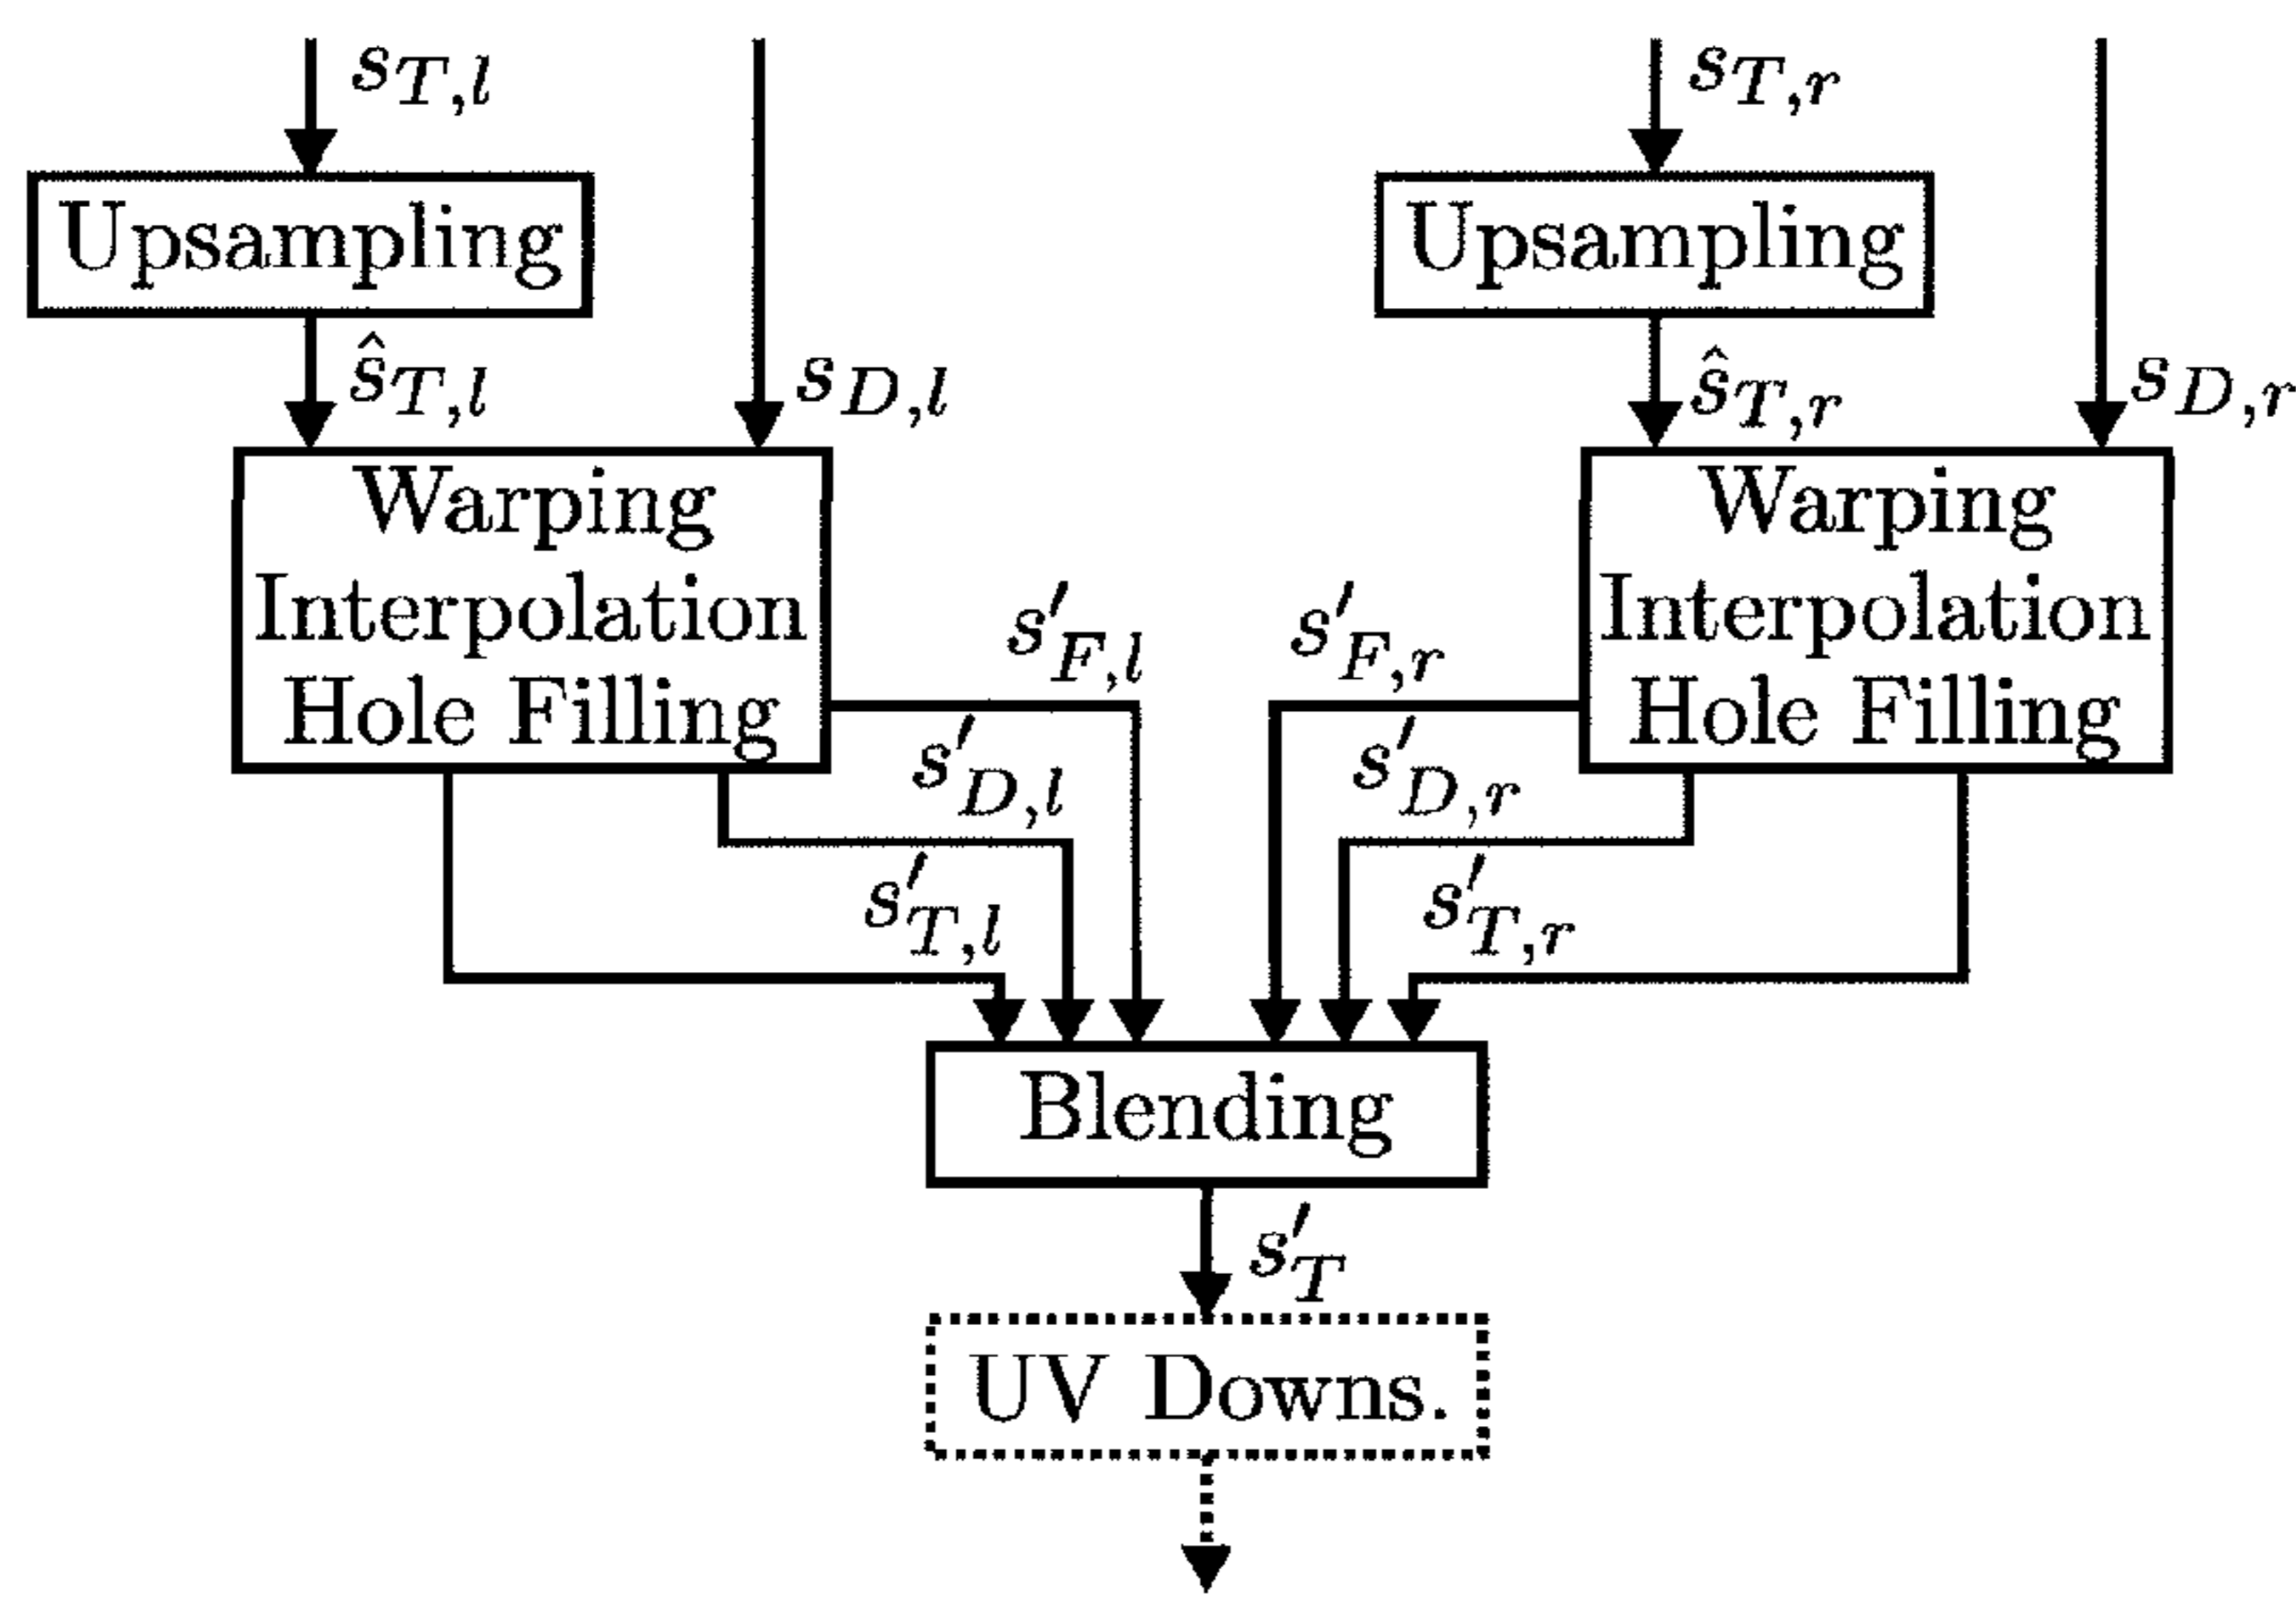 s_{T,l}
s_{T,r}
Upsampling
Upsampling
ŝ_{T,l}
s_{D,l}
ŝ_{T,r}
s_{D,r}
Warping
Interpolation
Hole Filling
Warping
Interpolation
Hole Filling
s'_{F,l}
s'_{F,r}
s'_{D,l}
s'_{D,r}
s'_{T,l}
s'_{T,r}
Blending
s'_T
UV Downs.